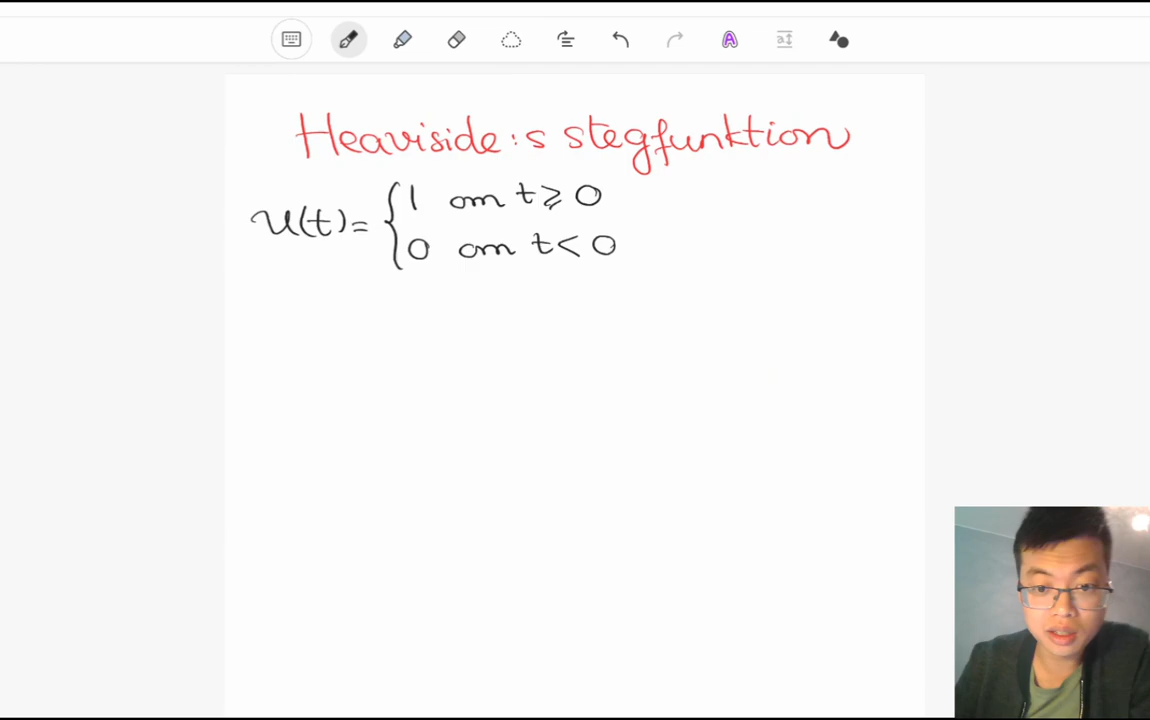 Heaviside:s stegfunktion
U(t)= { 1 om t ⩾ 0
0 om t < 0